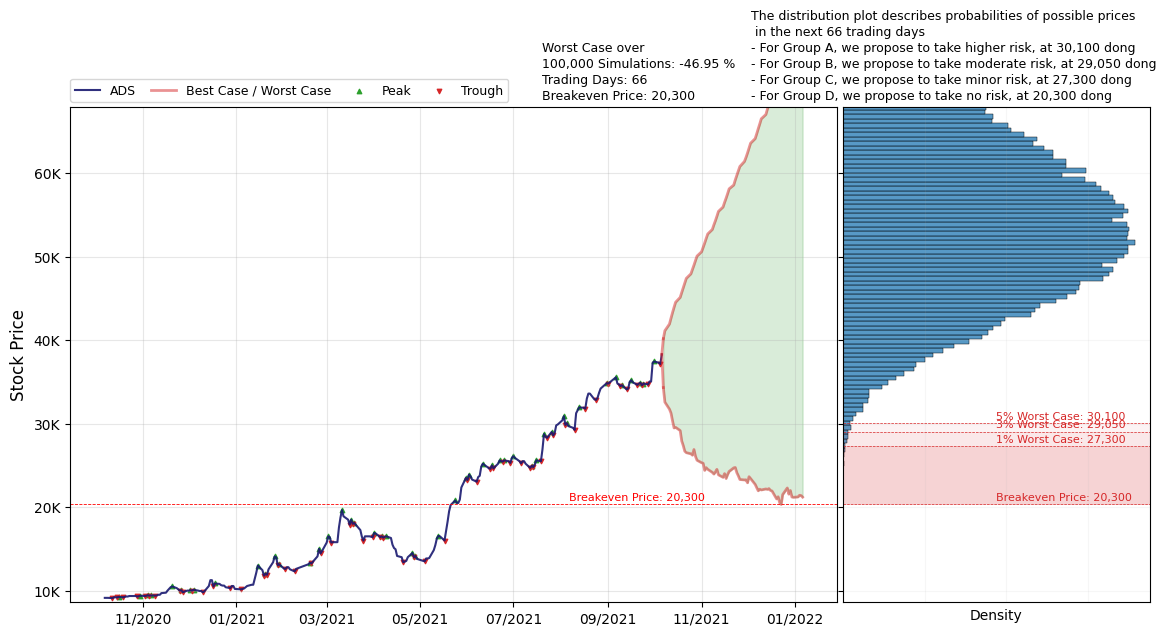 The distribution plot describes probabilities of possible prices
in the next 66 trading days
- For Group A, we propose to take higher risk, at 30,100 dong
- For Group B, we propose to take moderate risk, at 29,050 dong
- For Group C, we propose to take minor risk, at 27,300 dong
- For Group D, we propose to take no risk, at 20,300 dong
Worst Case over
100,000 Simulations: -46.95 %
Trading Days: 66
Breakeven Price: 20,300
ADS
Best Case / Worst Case
Peak
Trough
Stock Price
60K
50K
40K
30K
20K
10K
Breakeven Price: 20,300
11/2020
01/2021
03/2021
05/2021
07/2021
09/2021
11/2021
01/2022
5% Worst Case: 30,100
3% Worst Case: 29,050
1% Worst Case: 27,300
Breakeven Price: 20,300
Density